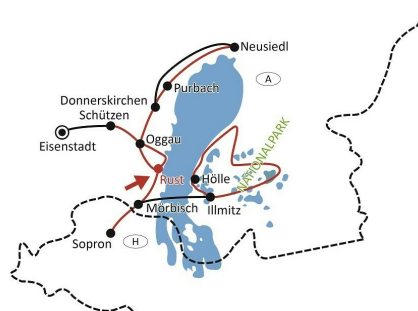 Neusiedl
A
Purbach
Donnerskirchen
Schützen
Oggau
Eisenstadt
NATIONALPARK
Rust
Hölle
Mörbisch
Illmitz
Sopron
H